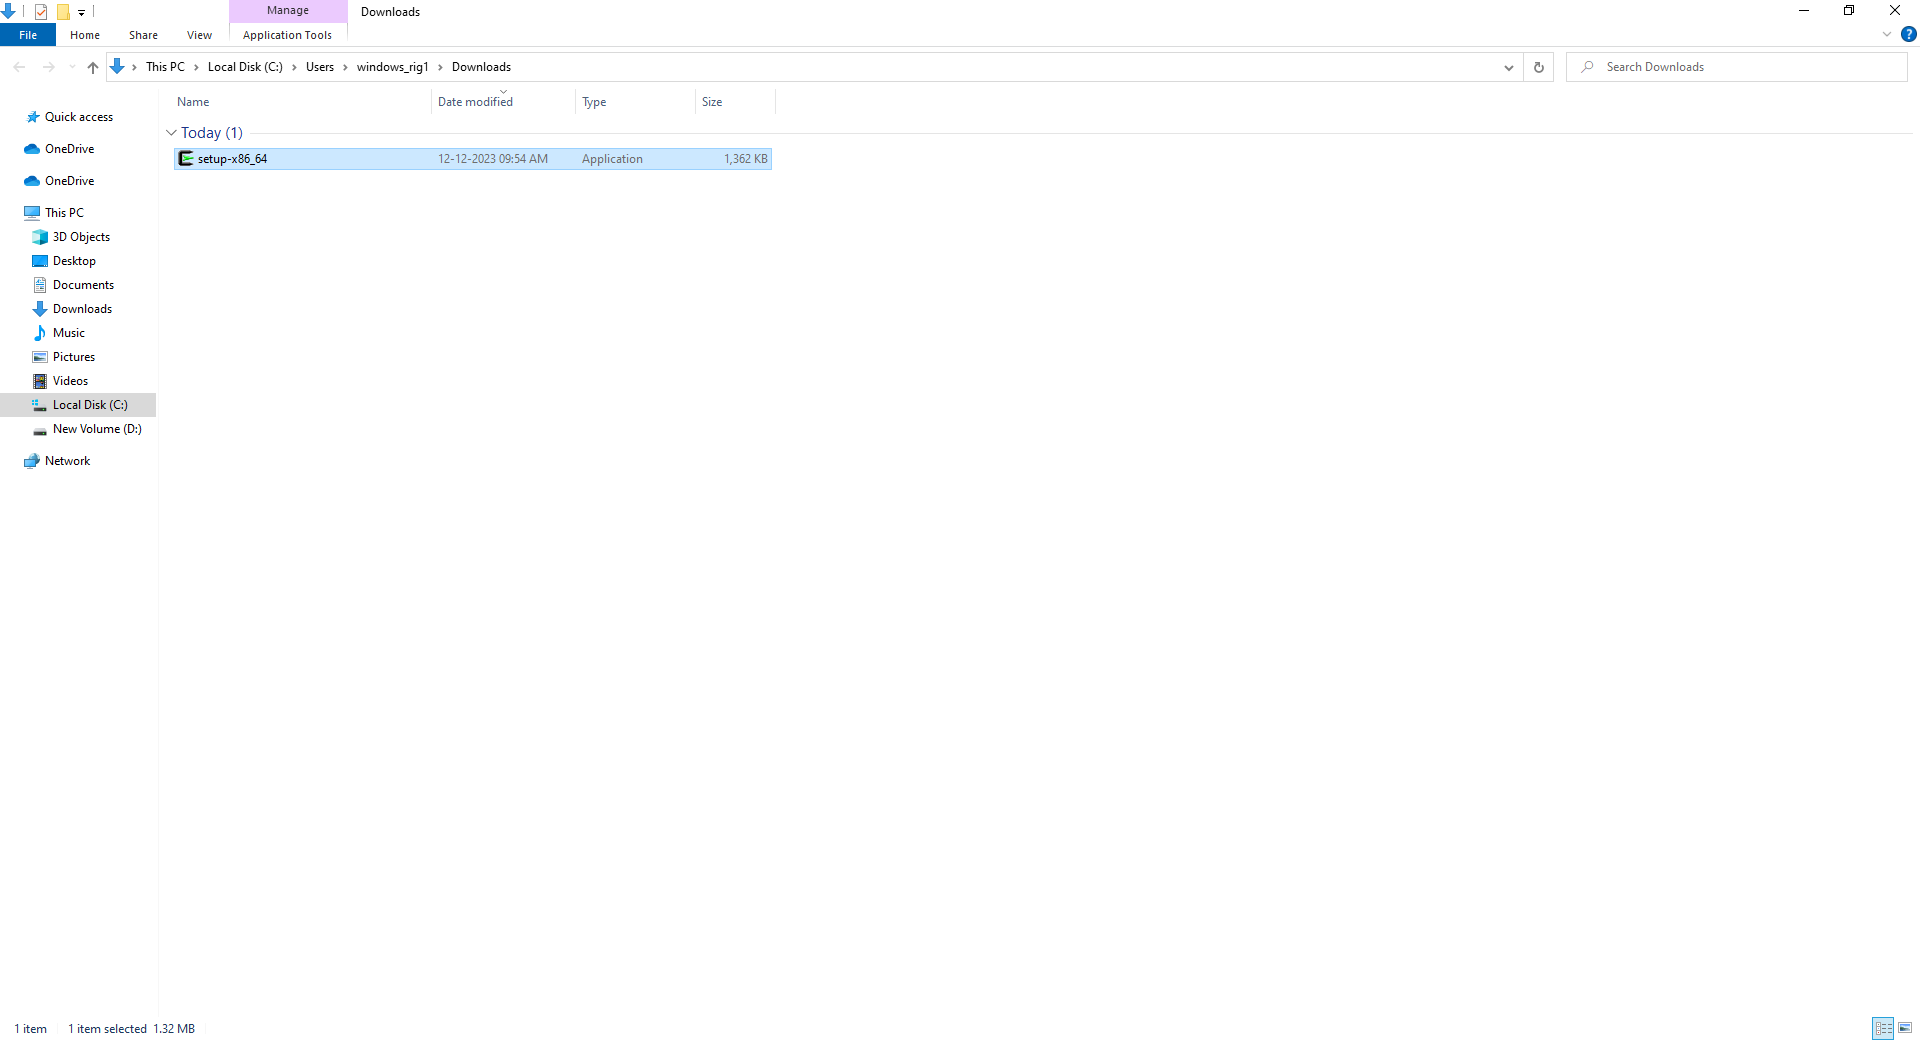 Manage
Downloads
File
Home
Share
View
Application Tools
?
This PC
Local Disk (C:)
Users
windows_rig1
Downloads
Search Downloads
Name
Date modified
Type
Size
Quick access
OneDrive
OneDrive
This PC
3D Objects
Desktop
Documents
Downloads
Music
Pictures
Videos
Local Disk (C:)
New Volume (D:)
Network
Today (1)
setup-x86_64 12-12-2023 09:54 AM Application 1,362 KB
1 item 1 item selected 1.32 MB